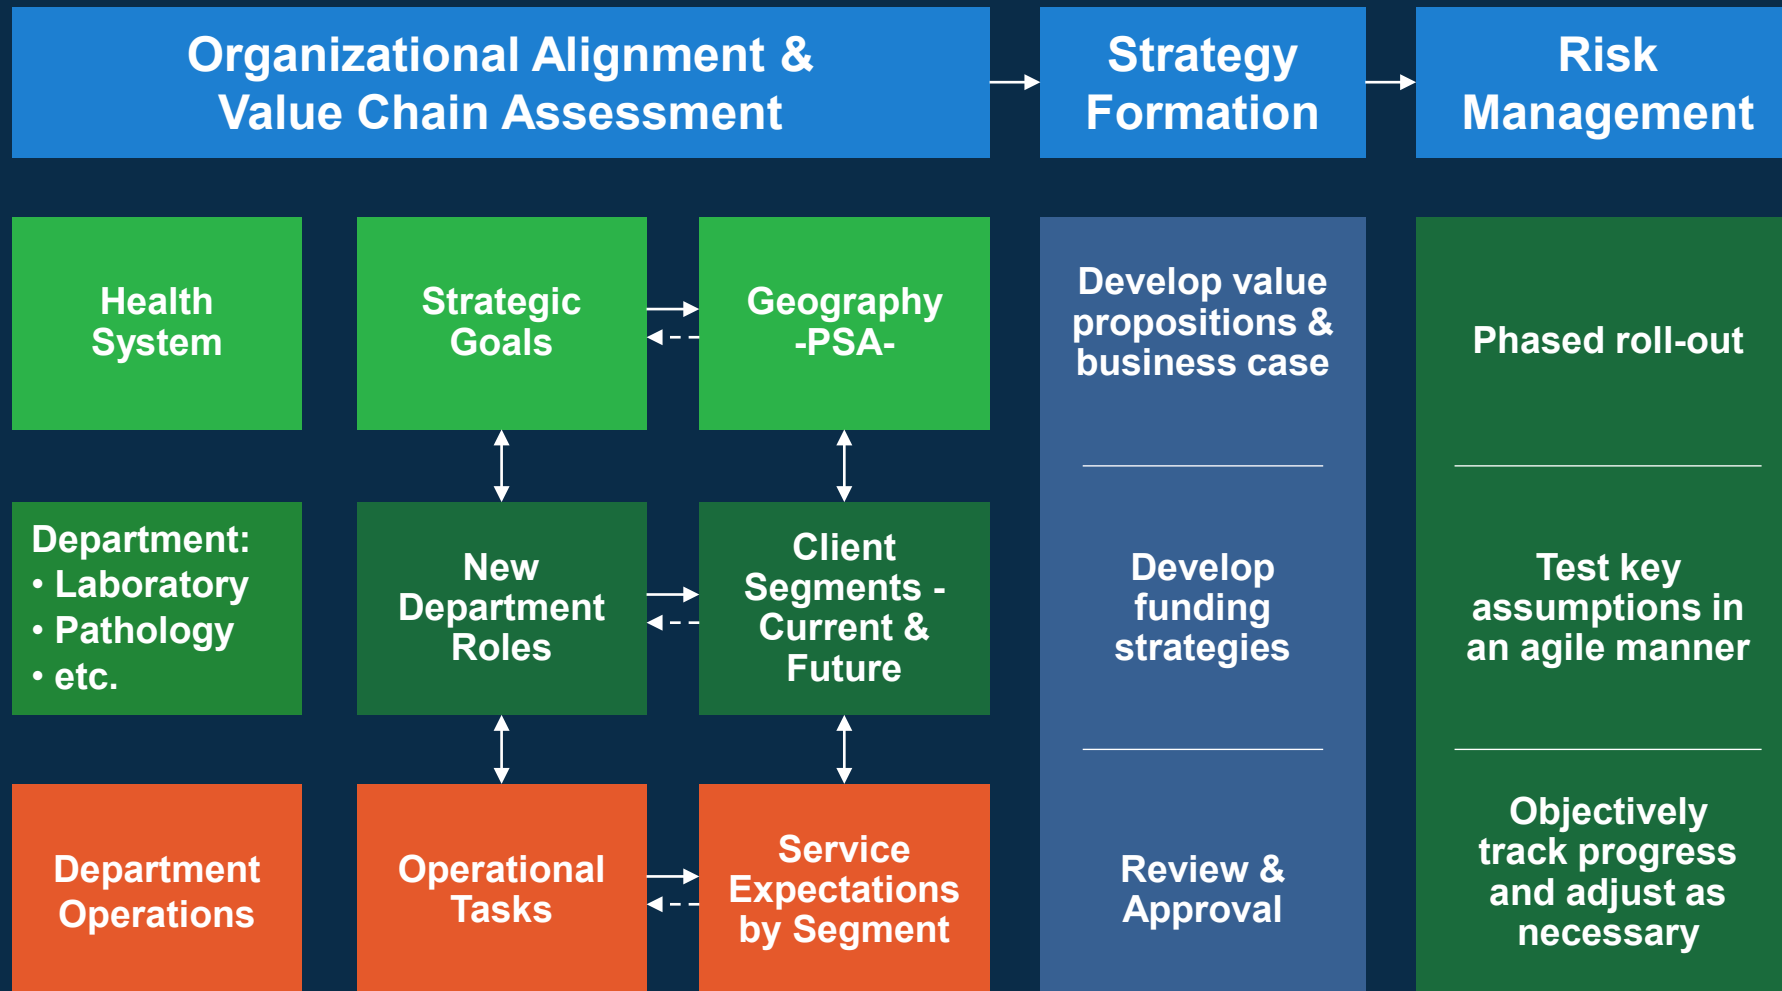 Organizational Alignment &
Value Chain Assessment
Strategy
Formation
Risk
Management
Health
System
Strategic
Goals
Geography
-PSA-
Develop value
propositions &
business case
Phased roll-out
Department:
• Laboratory
• Pathology
• etc.
New
Department
Roles
Client
Segments -
Current &
Future
Develop
funding
strategies
Test key
assumptions in
an agile manner
Department
Operations
Operational
Tasks
Service
Expectations
by Segment
Review &
Approval
Objectively
track progress
and adjust as
necessary